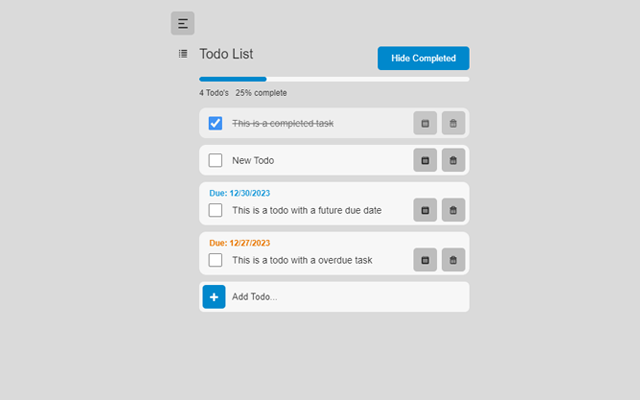 Todo List
Hide Completed
4 Todo's 25% complete
This is a completed task
New Todo
Due: 12/30/2023
This is a todo with a future due date
Due: 12/27/2023
This is a todo with a overdue task
Add Todo...